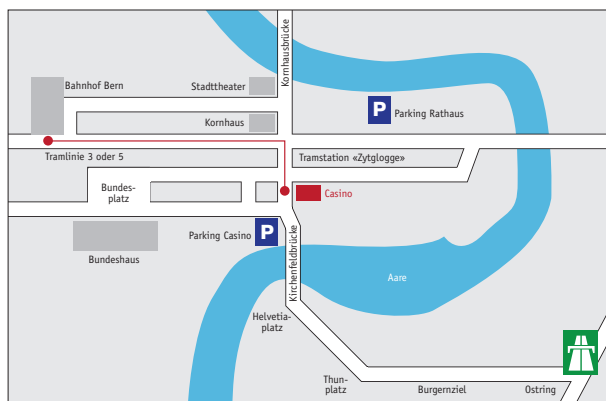 Kornhausbrücke
Bahnhof Bern
Stadttheater
P
Parking Rathaus
Kornhaus
Tramlinie 3 oder 5
Tramstation «Zytglogge»
Bundes-
platz
Casino
Parking Casino
P
Kirchenfeldbrücke
Bundeshaus
Aare
Helvetia-
platz
Thun-
platz
Burgernziel
Ostring